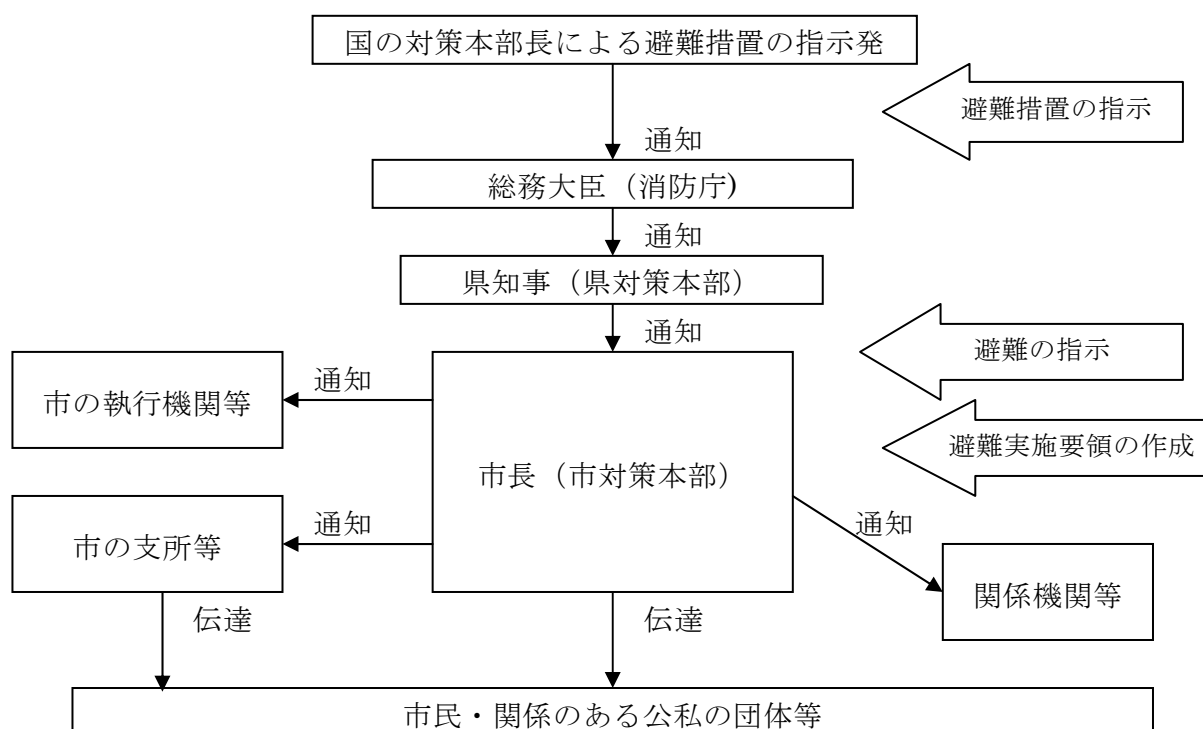 国の対策本部長による避難措置の指示発
避難措置の指示
通知
総務大臣（消防庁)
通知
県知事（県対策本部）
通知
避難の指示
市の執行機関等
通知
市長（市対策本部）
避難実施要領の作成
市の支所等
通知
通知
関係機関等
伝達
伝達
市民・関係のある公私の団体等